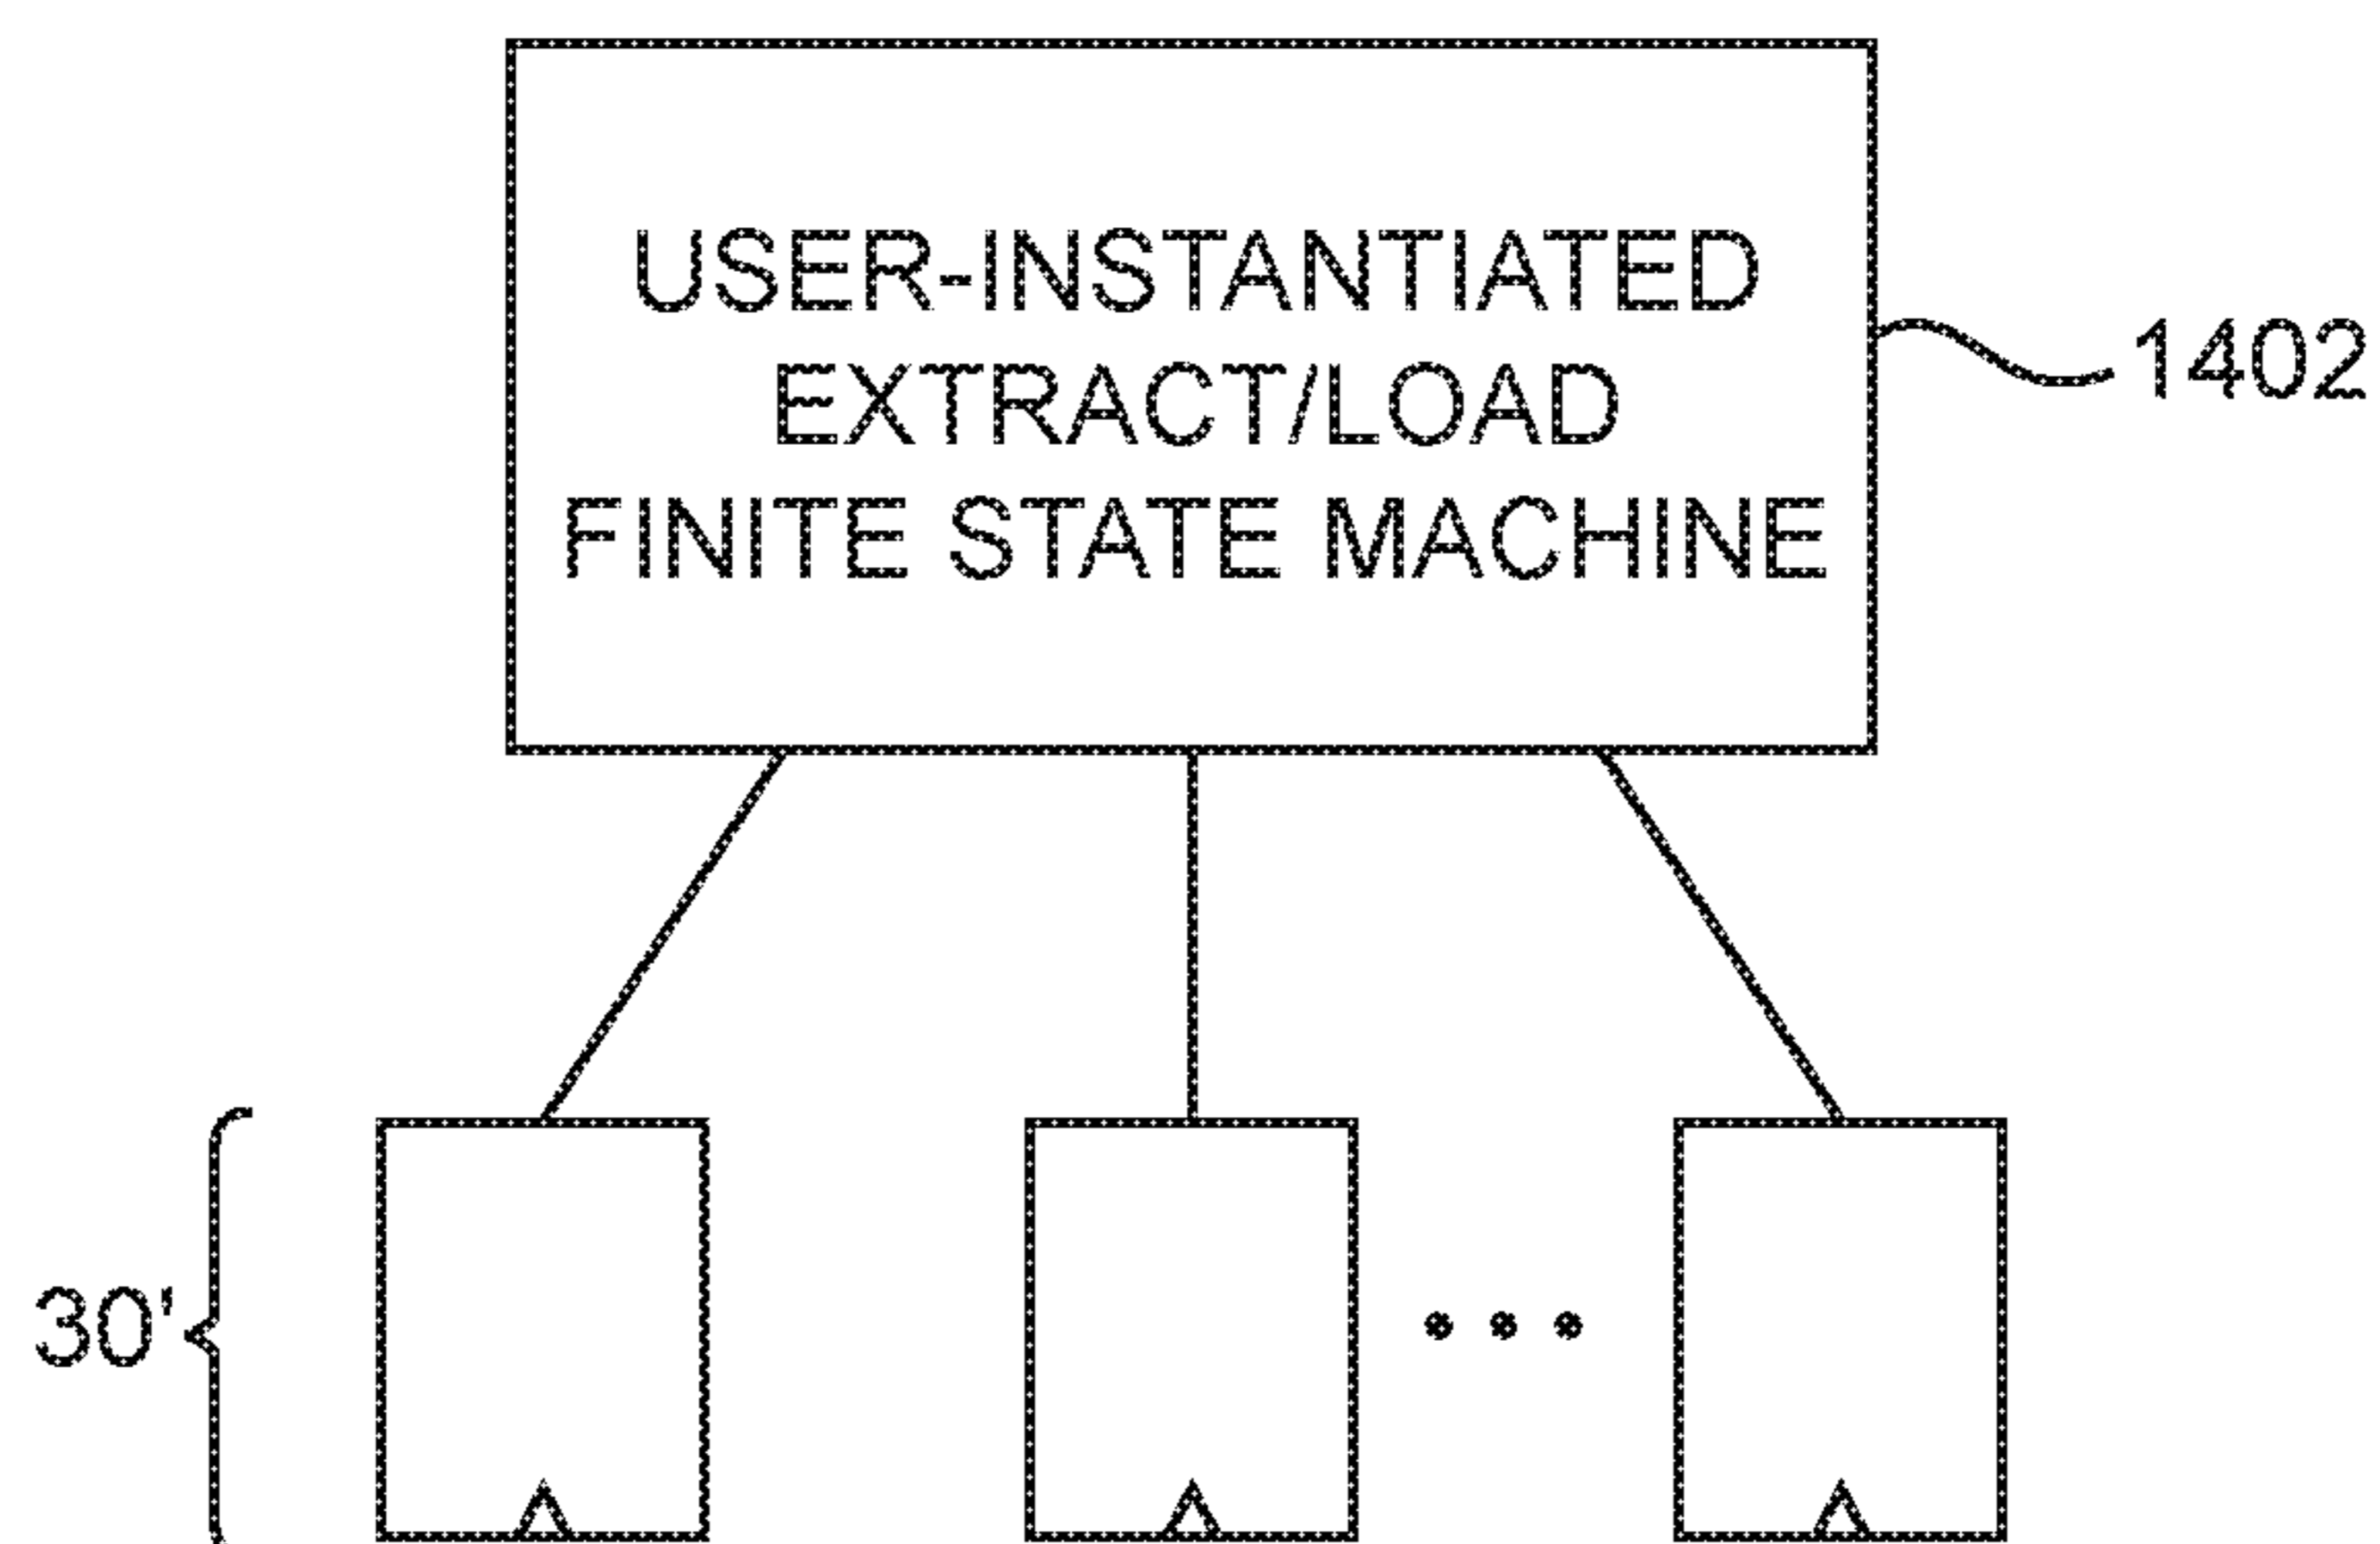 USER-INSTANTIATED
EXTRACT/LOAD
FINITE STATE MACHINE
1402
30'